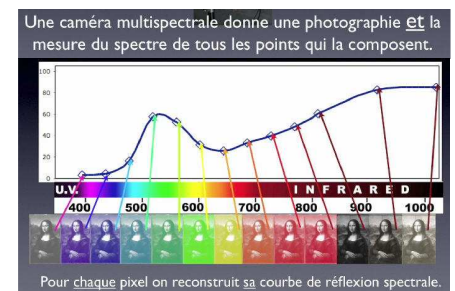 Une caméra multispectrale donne une photographie et la
mesure du spectre de tous les points qui la composent.
100
80
60
40
20
0
U.V. INFRARED
400 500 600 700 800 900 1000
Pour chaque pixel on reconstruit sa courbe de réflexion spectrale.